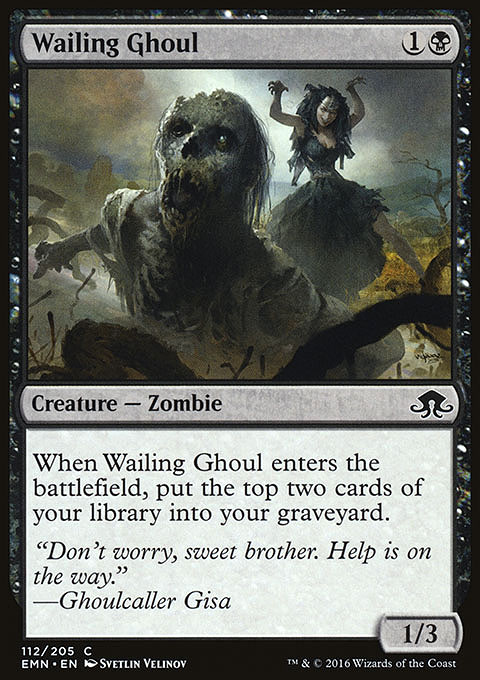 Wailing Ghoul 1
Creature — Zombie
When Wailing Ghoul enters the
battlefield, put the top two cards of
your library into your graveyard.
“Don’t worry, sweet brother. Help is on
the way.”
—Ghoulcaller Gisa
1/3
112/205 C
EMN • EN Svetlin Velinov
™ & © 2016 Wizards of the Coast